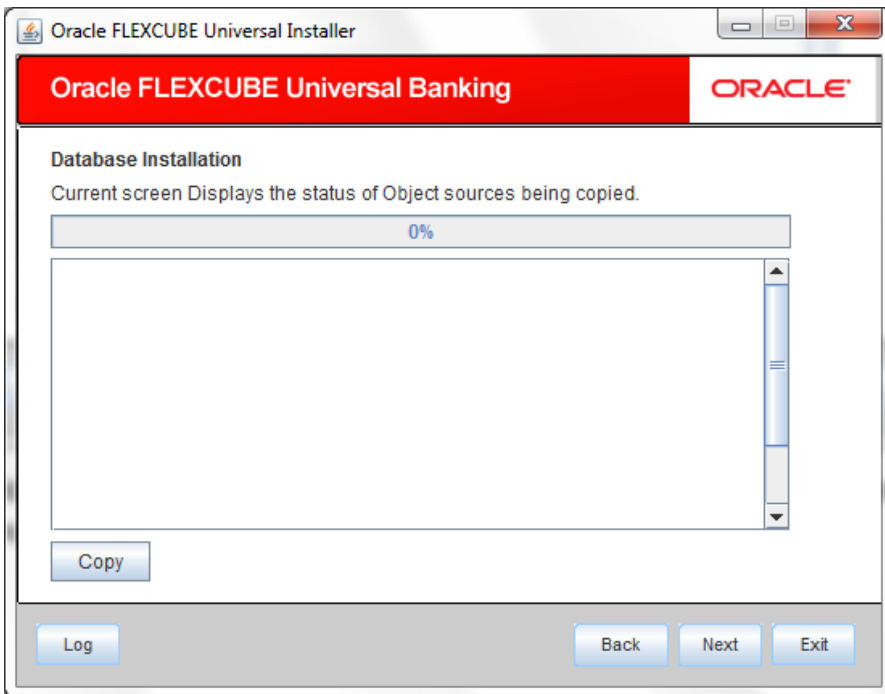 Oracle FLEXCUBE Universal Installer
Oracle FLEXCUBE Universal Banking
ORACLE
Database Installation
Current screen Displays the status of Object sources being copied.
0%
Copy
Log Back Next Exit